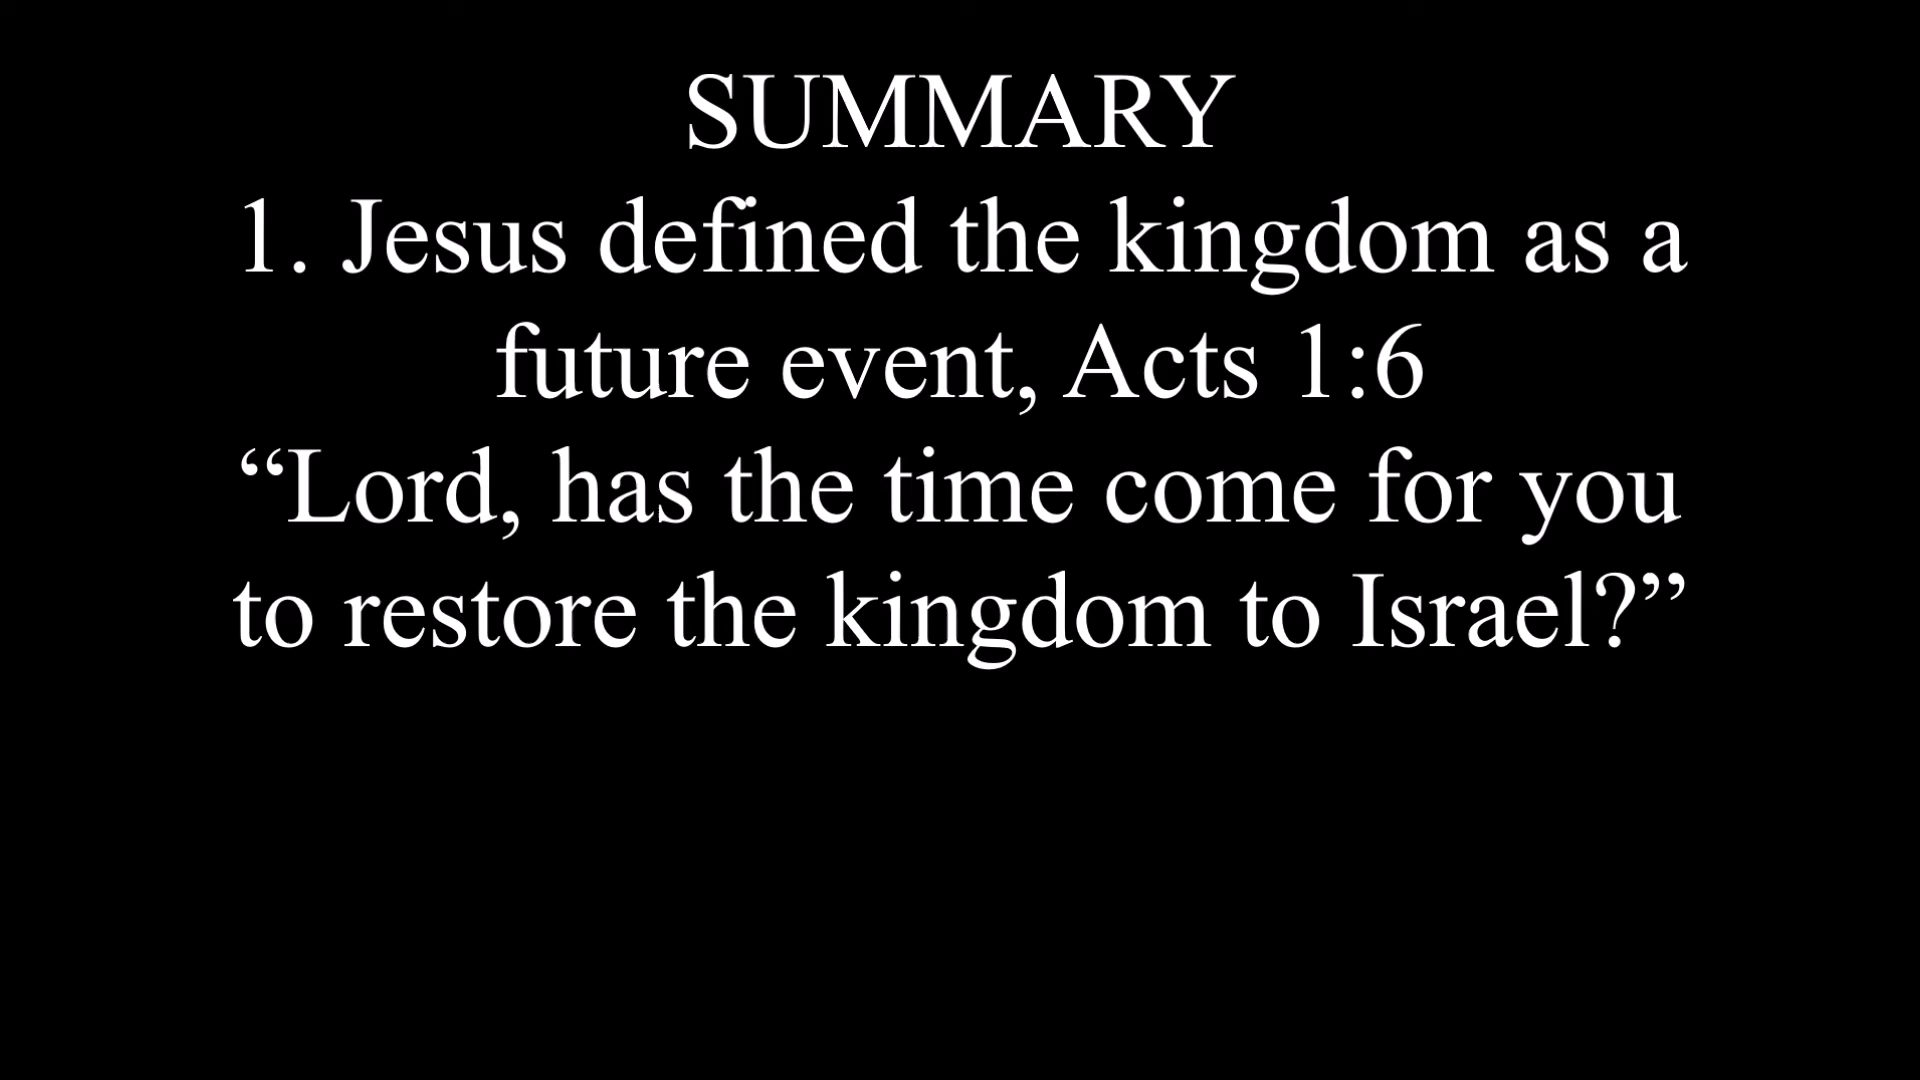 SUMMARY
1. Jesus defined the kingdom as a
future event, Acts 1:6
“Lord, has the time come for you
to restore the kingdom to Israel?”